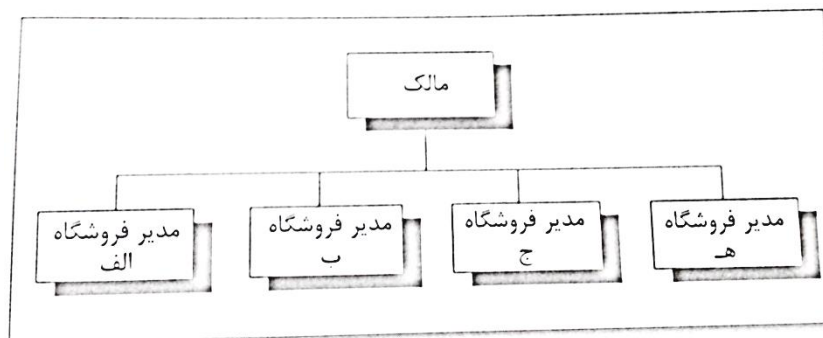 مالک
مدیر فروشگاه
هـ
مدیر فروشگاه
ج
مدیر فروشگاه
ب
مدیر فروشگاه
الف